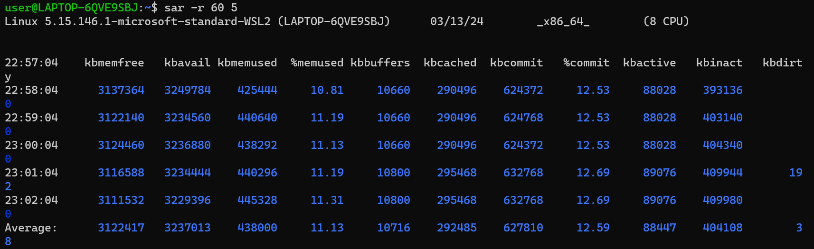 user@LAPTOP-6QVE9SBJ:~$ sar -r 60 5
Linux 5.15.146.1-microsoft-standard-WSL2 (LAPTOP-6QVE9SBJ) 03/13/24 _x86_64_ (8 CPU)
22:57:04 kbmemfree kbavail kbmemused %memused kbbuffers kbcached kbcommit %commit kbactive kbinact kbdirt
y
22:58:04 3137364 3249784 425444 10.81 10660 290496 624372 12.53 88028 393136
0
22:59:04 3122140 3234560 440640 11.19 10660 290496 624768 12.53 88028 403140
0
23:00:04 3124460 3236880 438292 11.13 10660 290496 624372 12.53 88028 404340
0
23:01:04 3116588 3234444 440296 11.19 10800 295468 632768 12.69 89076 409944 19
2
23:02:04 3111532 3229396 445328 11.31 10800 295468 632768 12.69 89076 409980
0
Average: 3122417 3237013 438000 11.13 10716 292485 627810 12.59 88447 404108 3
8